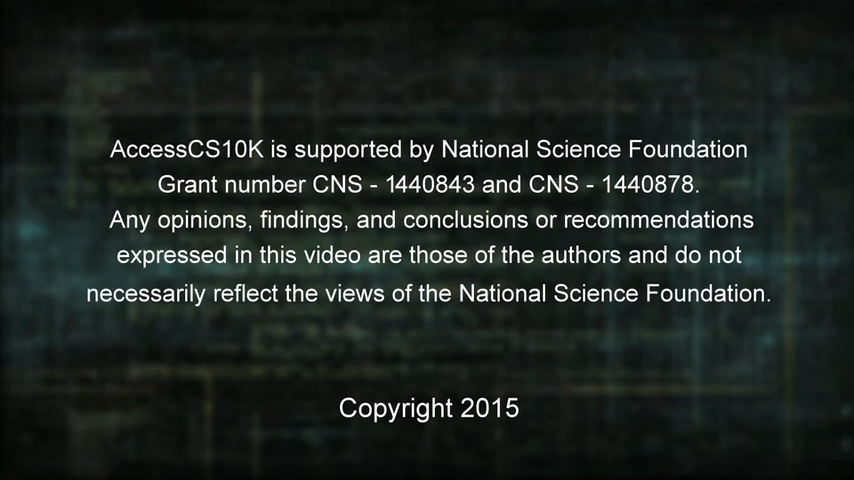 AccessCS10K is supported by National Science Foundation
Grant number CNS - 1440843 and CNS - 1440878.
Any opinions, findings, and conclusions or recommendations
expressed in this video are those of the authors and do not
necessarily reflect the views of the National Science Foundation.
Copyright 2015